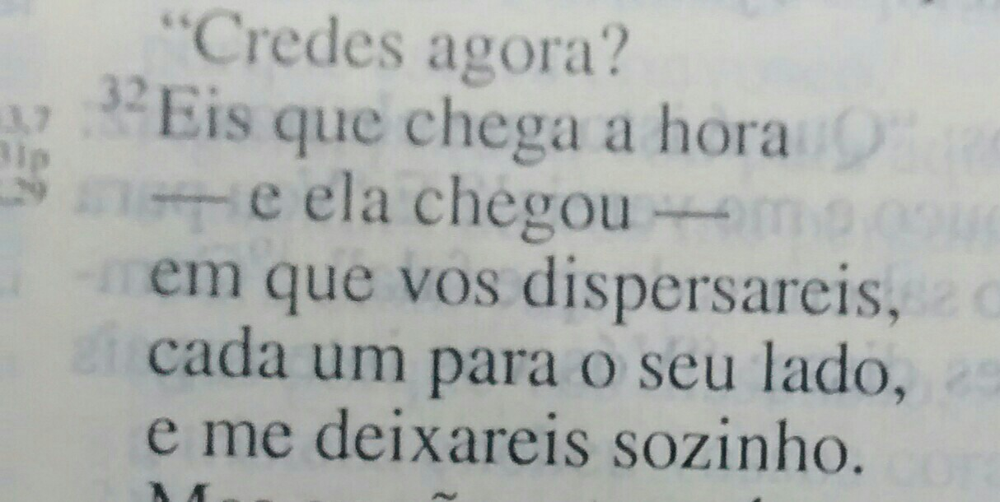 “Credes agora?
32 Eis que chega a hora
— e ela chegou —
em que vos dispersareis,
cada um para o seu lado,
e me deixareis sozinho.